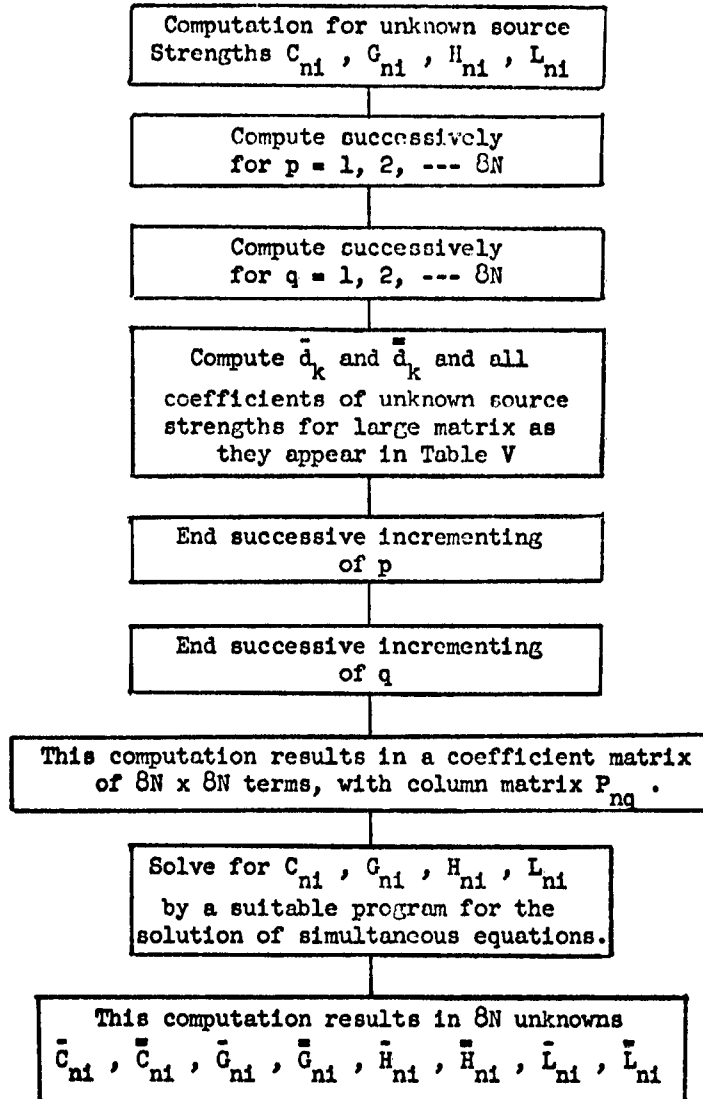 Computation for unknown source
Strengths C_ni , G_ni , H_ni , L_ni
Compute successively
for p = 1, 2, --- 8N
Compute successively
for q = 1, 2, --- 8N
Compute d̄_k and d̿_k and all
coefficients of unknown source
strengths for large matrix as
they appear in Table V
End successive incrementing
of p
End successive incrementing
of q
This computation results in a coefficient matrix
of 8N x 8N terms, with column matrix P_nq .
Solve for C_ni , G_ni , H_ni , L_ni
by a suitable program for the
solution of simultaneous equations.
This computation results in 8N unknowns
C̄_ni , C̿_ni , Ḡ_ni , G̿_ni , H̄_ni , H̿_ni , L̄_ni , L̿_ni